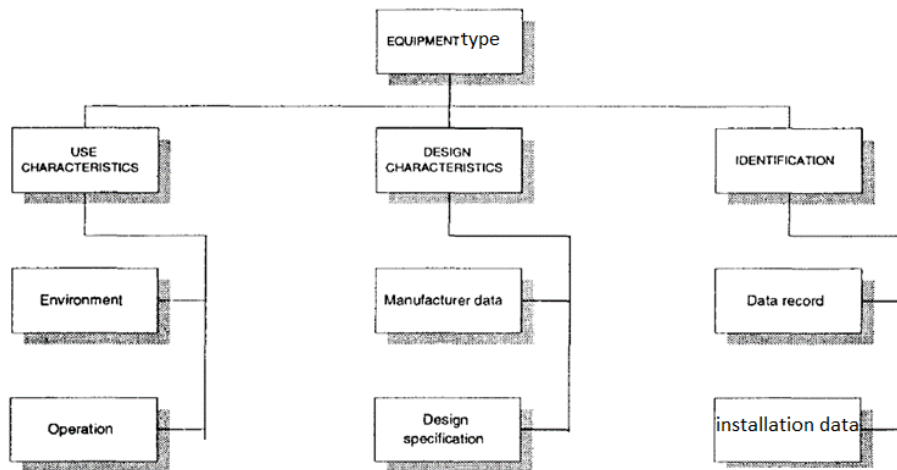 EQUIPMENT type
USE
CHARACTERISTICS
DESIGN
CHARACTERISTICS
IDENTIFICATION
Environment
Manufacturer data
Data record
Operation
Design
specification
installation data